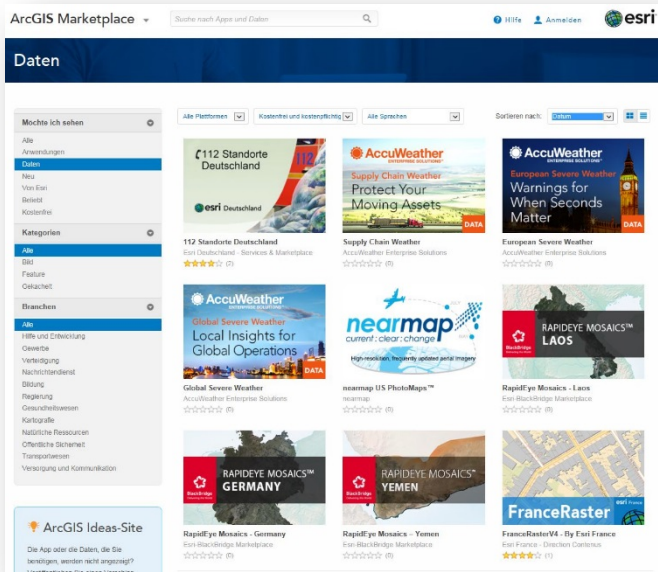 ArcGIS Marketplace
Suche nach Apps und Daten
Hilfe
Anmelden
esri
Daten
Möchte ich sehen
Alle
Anwendungen
Daten
Neu
Von Esri
Beliebt
Kostenfrei
Kategorien
Alle
Bild
Feature
Gekachelt
Branchen
Alle
Hilfe und Entwicklung
Gewerbe
Verteidigung
Nachrichtendienst
Bildung
Regierung
Gesundheitswesen
Kartografie
Natürliche Ressourcen
Öffentliche Sicherheit
Transportwesen
Versorgung und Kommunikation
ArcGIS Ideas-Site
Die App oder die Daten, die Sie
benötigen, werden nicht angezeigt?
Alle Plattformen
Kostenfrei und kostenpflichtig
Alle Sprachen
Sortieren nach:
Datum
112 Standorte
Deutschland
112
esri Deutschland
112 Standorte Deutschland
Esri Deutschland - Services & Marketplace
(2)
AccuWeather
ENTERPRISE SOLUTIONS
Supply Chain Weather
Protect Your
Moving Assets
DATA
Supply Chain Weather
AccuWeather Enterprise Solutions
(0)
AccuWeather
ENTERPRISE SOLUTIONS
European Severe Weather
Warnings for
When Seconds
Matter
DATA
European Severe Weather
AccuWeather Enterprise Solutions
(0)
AccuWeather
ENTERPRISE SOLUTIONS
Global Severe Weather
Local Insights for
Global Operations
DATA
Global Severe Weather
AccuWeather Enterprise Solutions
(0)
nearmap
current : clear : change
High-resolution, frequently updated aerial imagery
nearmap US PhotoMaps™
nearmap
(0)
BlackBridge
RAPIDEYE MOSAICS™
LAOS
RapidEye Mosaics - Laos
Esri-BlackBridge Marketplace
(0)
BlackBridge
RAPIDEYE MOSAICS™
GERMANY
RapidEye Mosaics - Germany
Esri-BlackBridge Marketplace
(0)
BlackBridge
RAPIDEYE MOSAICS™
YEMEN
RapidEye Mosaics – Yemen
Esri-BlackBridge Marketplace
(0)
esri France
FranceRaster
FranceRasterV4 - By Esri France
Esri France - Direction Contenus
(1)